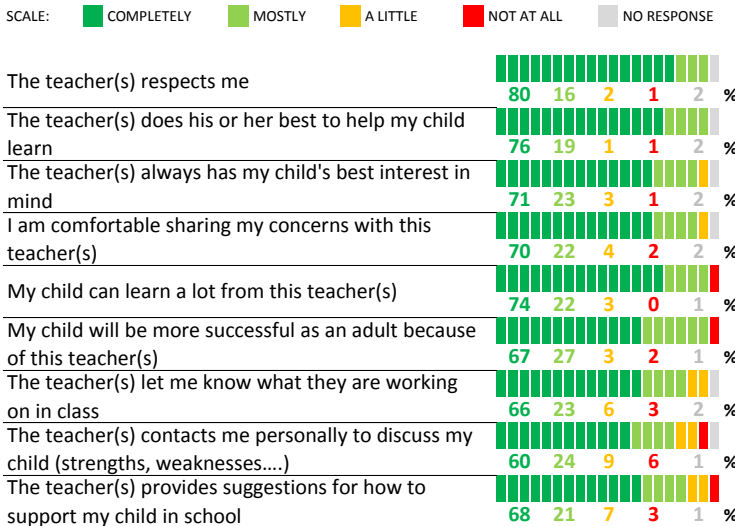 SCALE: COMPLETELY MOSTLY A LITTLE NOT AT ALL NO RESPONSE
The teacher(s) respects me
80 16 2 1 2 %
The teacher(s) does his or her best to help my child
learn
76 19 1 1 2 %
The teacher(s) always has my child's best interest in
mind
71 23 3 1 2 %
I am comfortable sharing my concerns with this
teacher(s)
70 22 4 2 2 %
My child can learn a lot from this teacher(s)
74 22 3 0 1 %
My child will be more successful as an adult because
of this teacher(s)
67 27 3 2 1 %
The teacher(s) let me know what they are working
on in class
66 23 6 3 2 %
The teacher(s) contacts me personally to discuss my
child (strengths, weaknesses....)
60 24 9 6 1 %
The teacher(s) provides suggestions for how to
support my child in school
68 21 7 3 1 %